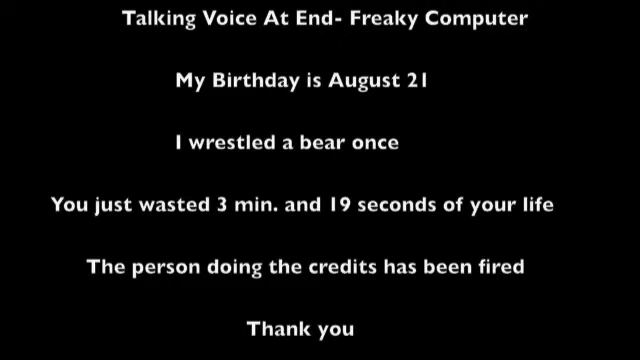 Talking Voice At End- Freaky Computer
My Birthday is August 21
I wrestled a bear once
You just wasted 3 min. and 19 seconds of your life
The person doing the credits has been fired
Thank you